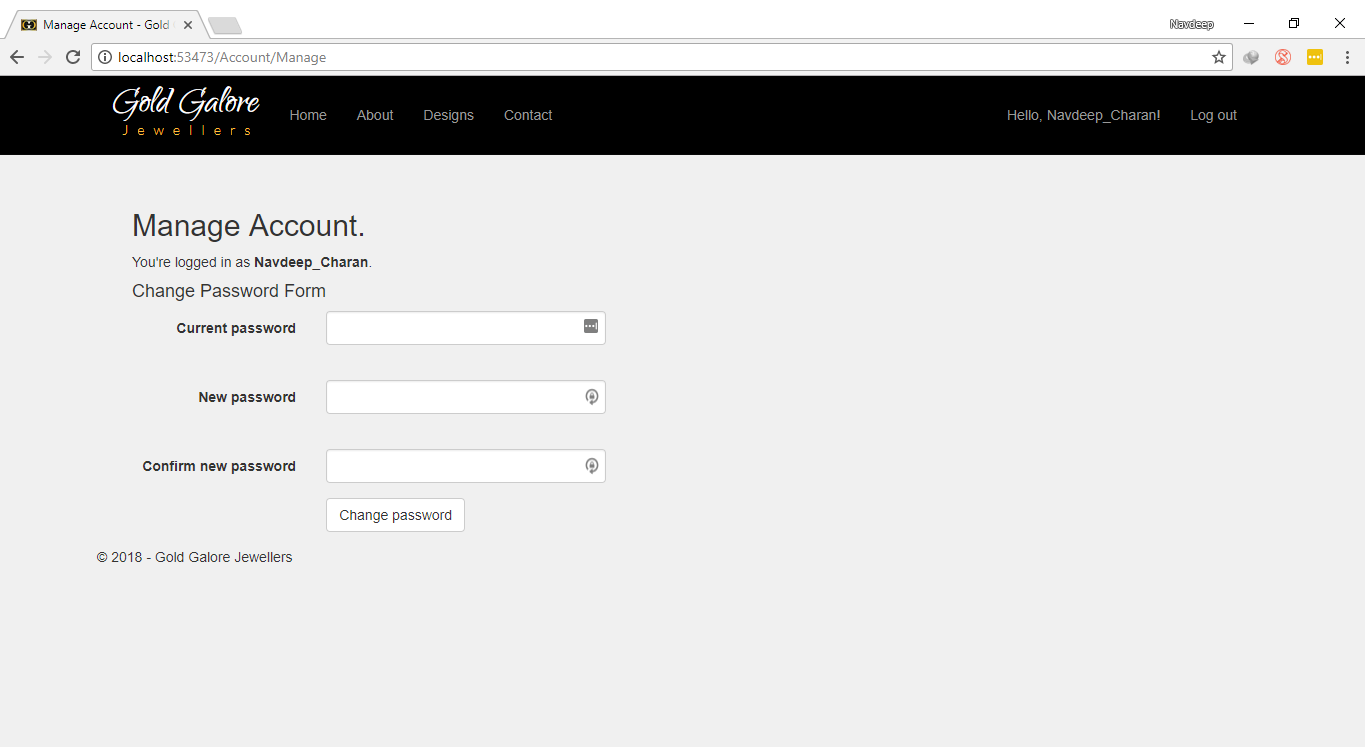 Manage Account - Gold
Navdeep
localhost:53473/Account/Manage
Gold Galore
Jewellers
Home
About
Designs
Contact
Hello, Navdeep_Charan!
Log out
Manage Account.
You're logged in as Navdeep_Charan.
Change Password Form
Current password
New password
Confirm new password
Change password
© 2018 - Gold Galore Jewellers